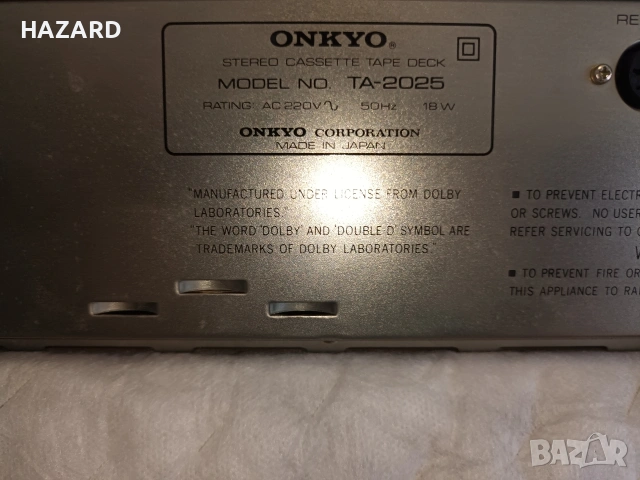 HAZARD
ONKYO®
STEREO CASSETTE TAPE DECK
MODEL NO. TA-2025
RATING: AC 220V∿ 50Hz 18 W
ONKYO CORPORATION
MADE IN JAPAN
RE
"MANUFACTURED UNDER LICENSE FROM DOLBY
LABORATORIES."
"THE WORD 'DOLBY' AND 'DOUBLE D' SYMBOL ARE
TRADEMARKS OF DOLBY LABORATORIES."
■ TO PREVENT ELECTR
OR SCREWS. NO USER
REFER SERVICING TO
■ TO PREVENT FIRE OR
THIS APPLIANCE TO RA
BAZAR